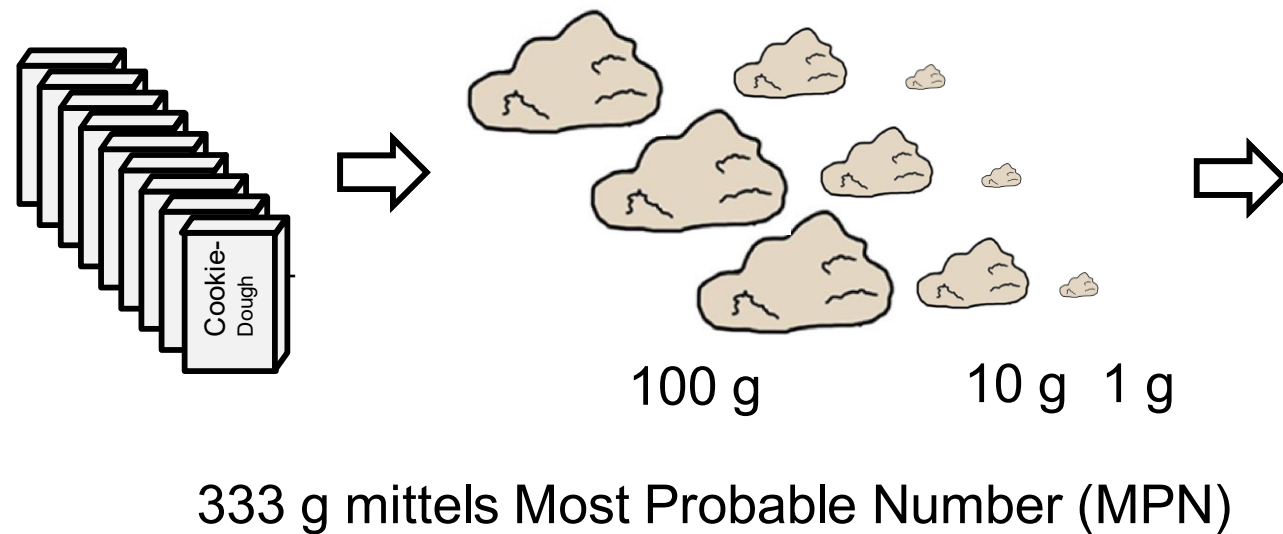 Cookie-
Dough
100 g 10 g 1 g
333 g mittels Most Probable Number (MPN)